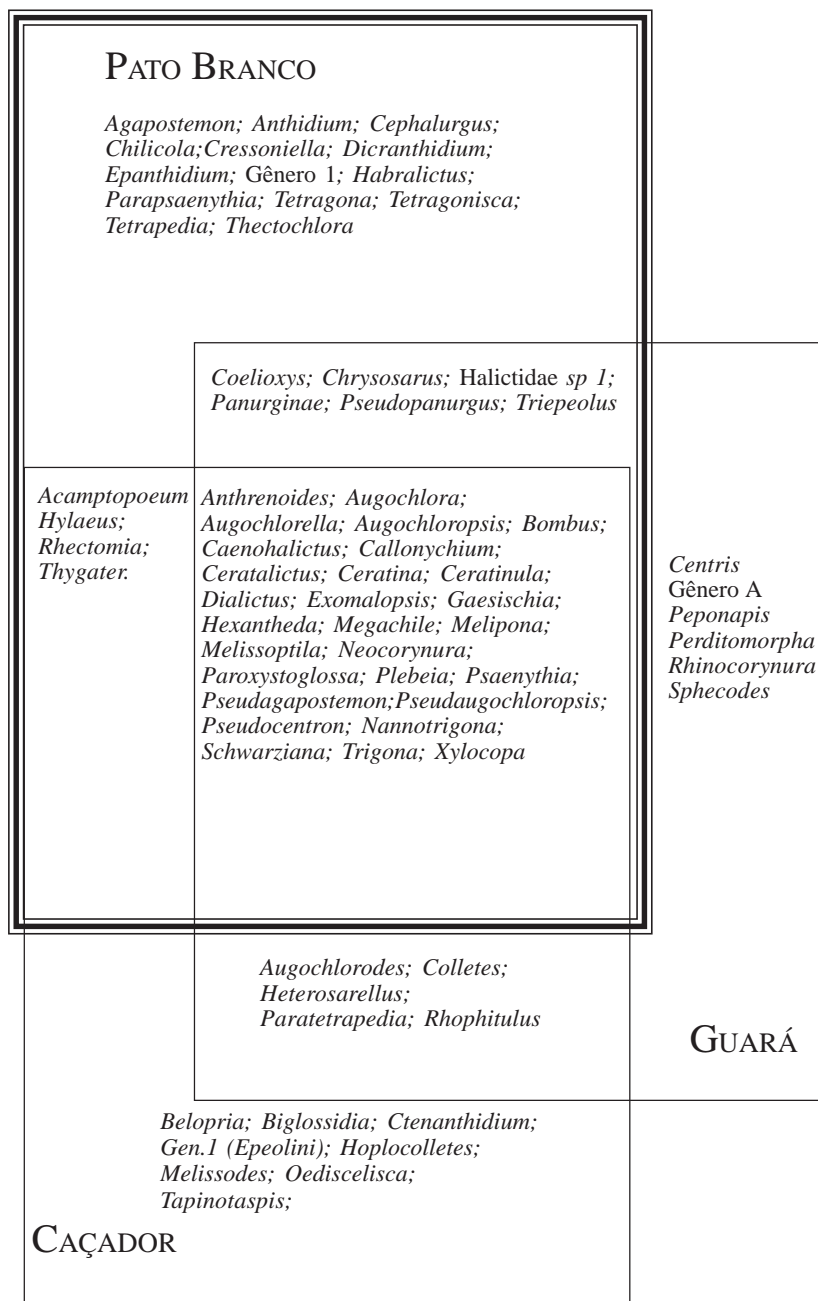 PATO BRANCO
Agapostemon; Anthidium; Cephalurgus;
Chilicola;Cressoniella; Dicranthidium;
Epanthidium; Gênero 1; Habralictus;
Parapsaenythia; Tetragona; Tetragonisca;
Tetrapedia; Thectochlora
Coelioxys; Chrysosarus; Halictidae sp 1;
Panurginae; Pseudopanurgus; Triepeolus
Acamptopoeum
Hylaeus;
Rhectomia;
Thygater.
Anthrenoides; Augochlora;
Augochlorella; Augochloropsis; Bombus;
Caenohalictus; Callonychium;
Ceratalictus; Ceratina; Ceratinula;
Dialictus; Exomalopsis; Gaesischia;
Hexantheda; Megachile; Melipona;
Melissoptila; Neocorynura;
Paroxystoglossa; Plebeia; Psaenythia;
Pseudagapostemon;Pseudaugochloropsis;
Pseudocentron; Nannotrigona;
Schwarziana; Trigona; Xylocopa
Centris
Gênero A
Peponapis
Perditomorpha
Rhinocorynura
Sphecodes
Augochlorodes; Colletes;
Heterosarellus;
Paratetrapedia; Rhophitulus
GUARÁ
Belopria; Biglossidia; Ctenanthidium;
Gen.1 (Epeolini); Hoplocolletes;
Melissodes; Oediscelisca;
Tapinotaspis;
CAÇADOR